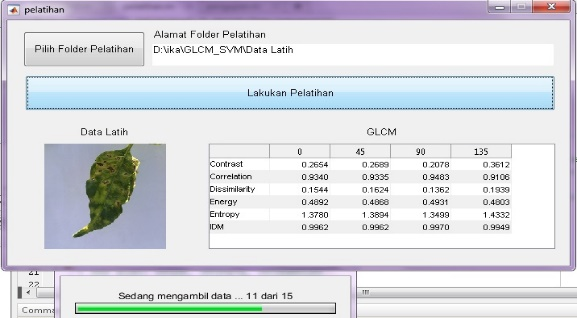 pelatihan
Pilih Folder Pelatihan
Alamat Folder Pelatihan
D:\ika\GLCM_SVM\Data Latih
Lakukan Pelatihan
Data Latih
GLCM
0 45 90 135
Contrast 0.2654 0.2689 0.2078 0.3612
Correlation 0.9340 0.9335 0.9483 0.9106
Dissimilarity 0.1544 0.1624 0.1362 0.1939
Energy 0.4892 0.4868 0.4931 0.4803
Entropy 1.3780 1.3894 1.3499 1.4332
IDM 0.9962 0.9962 0.9970 0.9949
21
22
Sedang mengambil data ... 11 dari 15
Comma